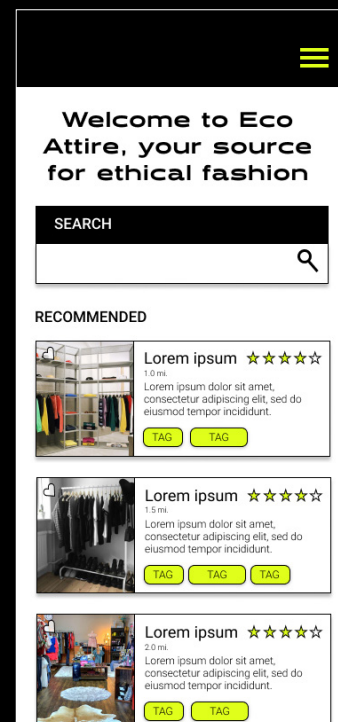 Welcome to Eco
Attire, your source
for ethical fashion
SEARCH
RECOMMENDED
Lorem ipsum
1.0 mi.
Lorem ipsum dolor sit amet,
consectetur adipiscing elit, sed do
eiusmod tempor incididunt.
TAG TAG
Lorem ipsum
1.5 mi.
Lorem ipsum dolor sit amet,
consectetur adipiscing elit, sed do
eiusmod tempor incididunt.
TAG TAG TAG
Lorem ipsum
2.0 mi.
Lorem ipsum dolor sit amet,
consectetur adipiscing elit, sed do
eiusmod tempor incididunt.
TAG TAG